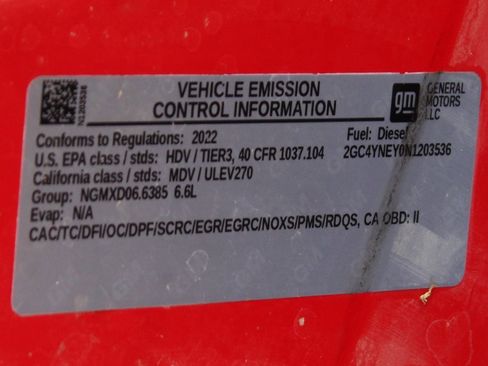 VEHICLE EMISSION
CONTROL INFORMATION
N1203536
gm
GENERAL
MOTORS
LLC
Conforms to Regulations: 2022
Fuel: Diesel
U.S. EPA class / stds: HDV / TIER3, 40 CFR 1037.104
2GC4YNEY0N1203536
California class / stds: MDV / ULEV270
Group: NGMXD06.6385 6.6L
Evap: N/A
CAC/TC/DFI/OC/DPF/SCRC/EGR/EGRC/NOXS/PMS/RDQS, CA OBD: II